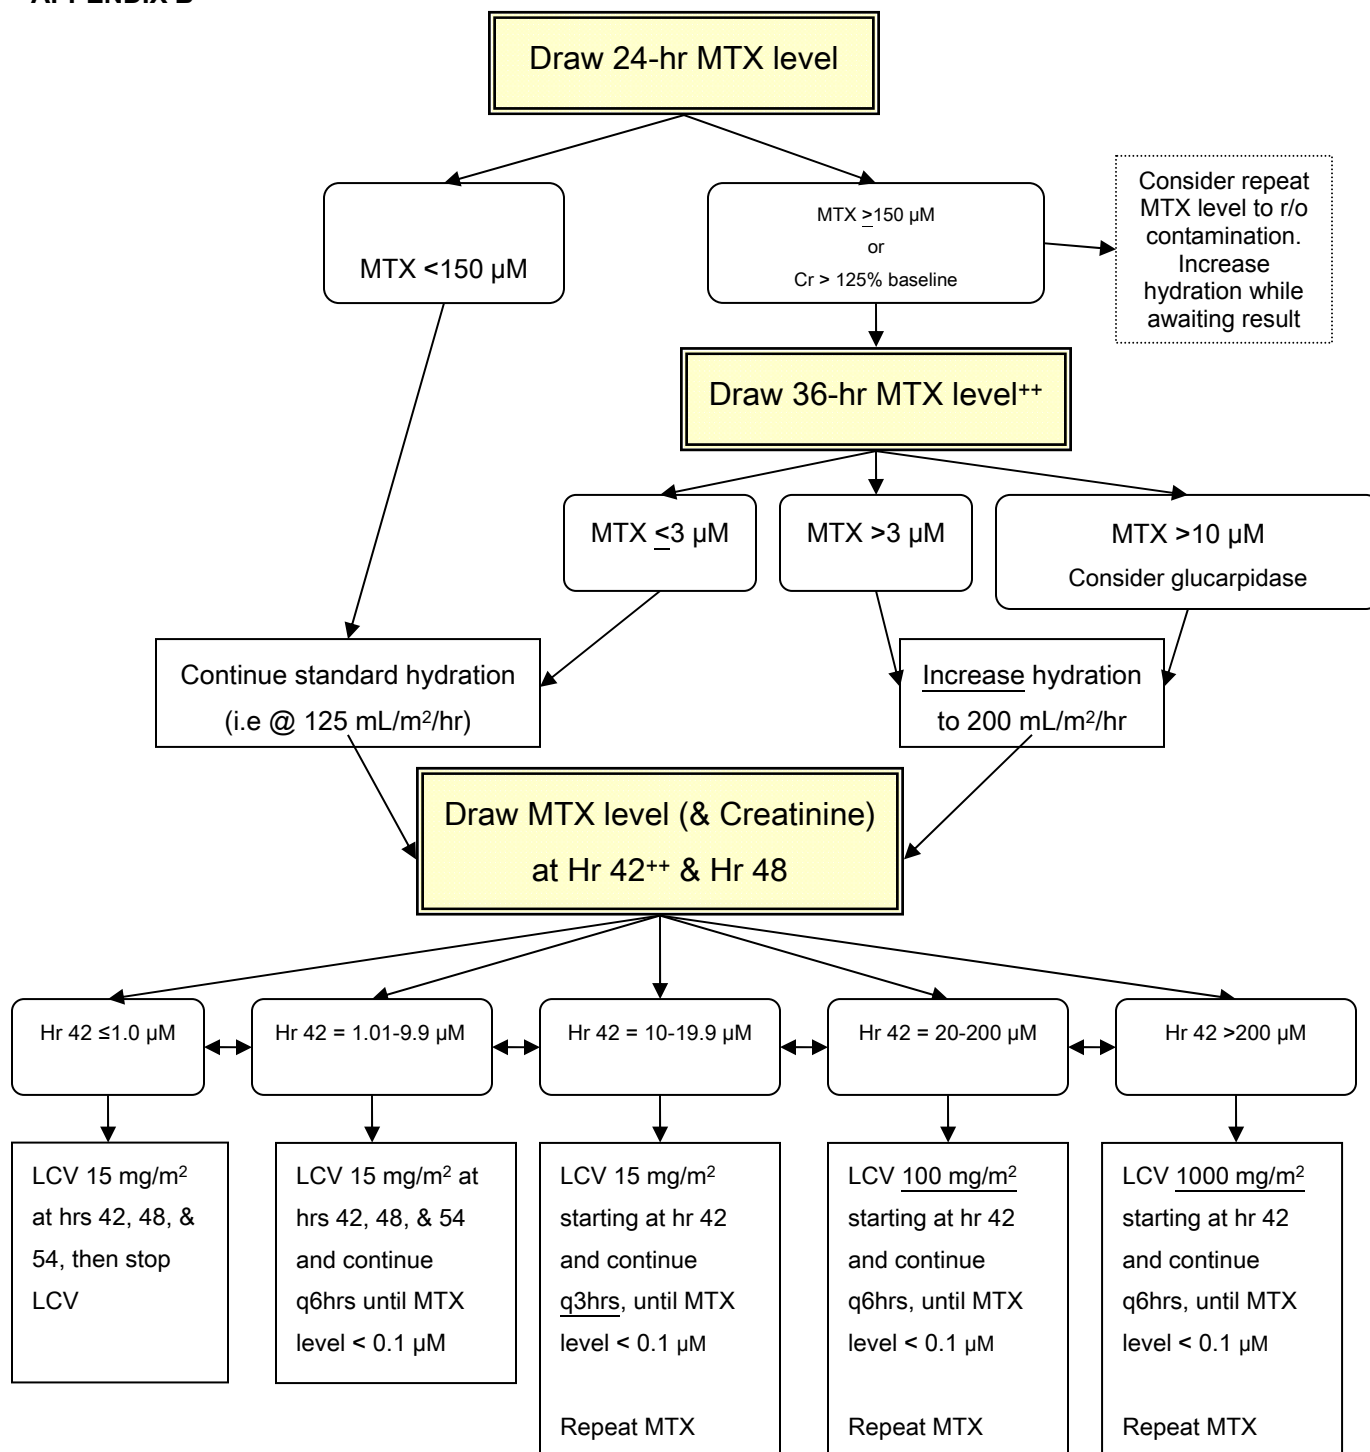 Draw 24-hr MTX level
MTX <150 µM
MTX ≥150 µM
or
Cr > 125% baseline
Consider repeat
MTX level to r/o
contamination.
Increase
hydration while
awaiting result
Draw 36-hr MTX level⁺⁺
MTX ≤3 µM
MTX >3 µM
MTX >10 µM
Consider glucarpidase
Continue standard hydration
(i.e @ 125 mL/m²/hr)
Increase hydration
to 200 mL/m²/hr
Draw MTX level (& Creatinine)
at Hr 42⁺⁺ & Hr 48
Hr 42 ≤1.0 µM
Hr 42 = 1.01-9.9 µM
Hr 42 = 10-19.9 µM
Hr 42 = 20-200 µM
Hr 42 >200 µM
LCV 15 mg/m²
at hrs 42, 48, &
54, then stop
LCV
LCV 15 mg/m² at
hrs 42, 48, & 54
and continue
q6hrs until MTX
level < 0.1 µM
LCV 15 mg/m²
starting at hr 42
and continue
q3hrs, until MTX
level < 0.1 µM
Repeat MTX
LCV 100 mg/m²
starting at hr 42
and continue
q6hrs, until MTX
level < 0.1 µM
Repeat MTX
LCV 1000 mg/m²
starting at hr 42
and continue
q6hrs, until MTX
level < 0.1 µM
Repeat MTX